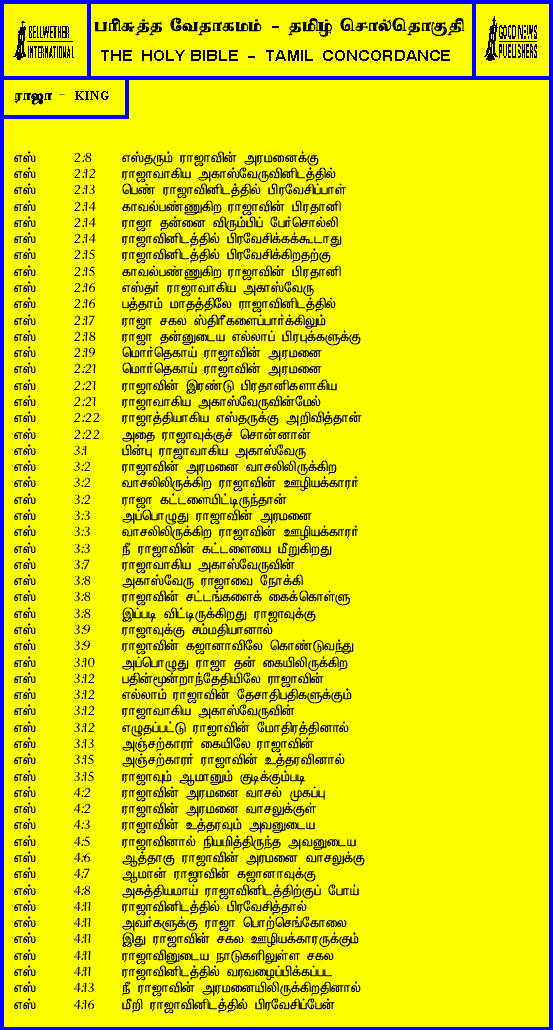 BELLWETHER
INTERNATIONAL
பரிசுத்த வேதாகமம் - தமிழ் சொல்தொகுதி
THE HOLY BIBLE - TAMIL CONCORDANCE
GOOD NEWS
PUBLISHERS
ராஜா - KING
எஸ் 2:8 எஸ்தரும் ராஜாவின் அரமனைக்கு
எஸ் 2:12 ராஜாவாகிய அகாஸ்வேருவினிடத்தில்
எஸ் 2:13 பெண் ராஜாவினிடத்தில் பிரவேசிப்பாள்
எஸ் 2:14 காவல்பண்ணுகிற ராஜாவின் பிரதானி
எஸ் 2:14 ராஜா தன்னை விரும்பிப் பேர்சொல்லி
எஸ் 2:14 ராஜாவினிடத்தில் பிரவேசிக்கக்கூடாது
எஸ் 2:15 ராஜாவினிடத்தில் பிரவேசிக்கிறதற்கு
எஸ் 2:15 காவல்பண்ணுகிற ராஜாவின் பிரதானி
எஸ் 2:16 எஸ்தர் ராஜாவாகிய அகாஸ்வேரு
எஸ் 2:16 பத்தாம் மாதத்திலே ராஜாவினிடத்தில்
எஸ் 2:17 ராஜா சகல ஸ்திரீகளைப்பார்க்கிலும்
எஸ் 2:18 ராஜா தன்னுடைய எல்லாப் பிரபுக்களுக்கு
எஸ் 2:19 மொர்தெகாய் ராஜாவின் அரமனை
எஸ் 2:21 மொர்தெகாய் ராஜாவின் அரமனை
எஸ் 2:21 ராஜாவின் இரண்டு பிரதானிகளாகிய
எஸ் 2:21 ராஜாவாகிய அகாஸ்வேருவின்மேல்
எஸ் 2:22 ராஜாத்தியாகிய எஸ்தருக்கு அறிவித்தான்
எஸ் 2:22 அதை ராஜாவுக்குச் சொன்னான்
எஸ் 3:1 பின்பு ராஜாவாகிய அகாஸ்வேரு
எஸ் 3:2 ராஜாவின் அரமனை வாசலிலிருக்கிற
எஸ் 3:2 வாசலிலிருக்கிற ராஜாவின் ஊழியக்காரர்
எஸ் 3:2 ராஜா கட்டளையிட்டிருந்தான்
எஸ் 3:3 அப்பொழுது ராஜாவின் அரமனை
எஸ் 3:3 வாசலிலிருக்கிற ராஜாவின் ஊழியக்காரர்
எஸ் 3:3 நீ ராஜாவின் கட்டளையை மீறுகிறது
எஸ் 3:7 ராஜாவாகிய அகாஸ்வேருவின்
எஸ் 3:8 அகாஸ்வேரு ராஜாவை நோக்கி
எஸ் 3:8 ராஜாவின் சட்டங்களைக் கைக்கொள்ளு
எஸ் 3:8 இப்படி விட்டிருக்கிறது ராஜாவுக்கு
எஸ் 3:9 ராஜாவுக்கு சம்மதியானால்
எஸ் 3:9 ராஜாவின் கஜானாவிலே கொண்டுவந்து
எஸ் 3:10 அப்பொழுது ராஜா தன் கையிலிருக்கிற
எஸ் 3:12 பதின்மூன்றாந்தேதியிலே ராஜாவின்
எஸ் 3:12 எல்லாம் ராஜாவின் தேசாதிபதிகளுக்கும்
எஸ் 3:12 ராஜாவாகிய அகாஸ்வேருவின்
எஸ் 3:12 எழுதப்பட்டு ராஜாவின் மோதிரத்தினால்
எஸ் 3:13 அஞ்சற்காரர் கையிலே ராஜாவின்
எஸ் 3:15 அஞ்சற்காரர் ராஜாவின் உத்தரவினால்
எஸ் 3:15 ராஜாவும் ஆமானும் குடிக்கும்படி
எஸ் 4:2 ராஜாவின் அரமனை வாசல் முகப்பு
எஸ் 4:2 ராஜாவின் அரமனை வாசலுக்குள்
எஸ் 4:3 ராஜாவின் உத்தரவும் அவனுடைய
எஸ் 4:5 ராஜாவினால் நியமித்திருந்த அவனுடைய
எஸ் 4:6 ஆத்தாகு ராஜாவின் அரமனை வாசலுக்கு
எஸ் 4:7 ஆமான் ராஜாவின் கஜானாவுக்கு
எஸ் 4:8 அகத்தியமாய் ராஜாவினிடத்திற்குப் போய்
எஸ் 4:11 ராஜாவினிடத்தில் பிரவேசித்தால்
எஸ் 4:11 அவர்களுக்கு ராஜா பொற்செங்கோலை
எஸ் 4:11 இது ராஜாவின் சகல ஊழியக்காரருக்கும்
எஸ் 4:11 ராஜாவினுடைய நாடுகளிலுள்ள சகல
எஸ் 4:11 ராஜாவினிடத்தில் வரவழைப்பிக்கப்பட
எஸ் 4:13 நீ ராஜாவின் அரமனையிலிருக்கிறதினால்
எஸ் 4:16 மீறி ராஜாவினிடத்தில் பிரவேசிப்பேன்